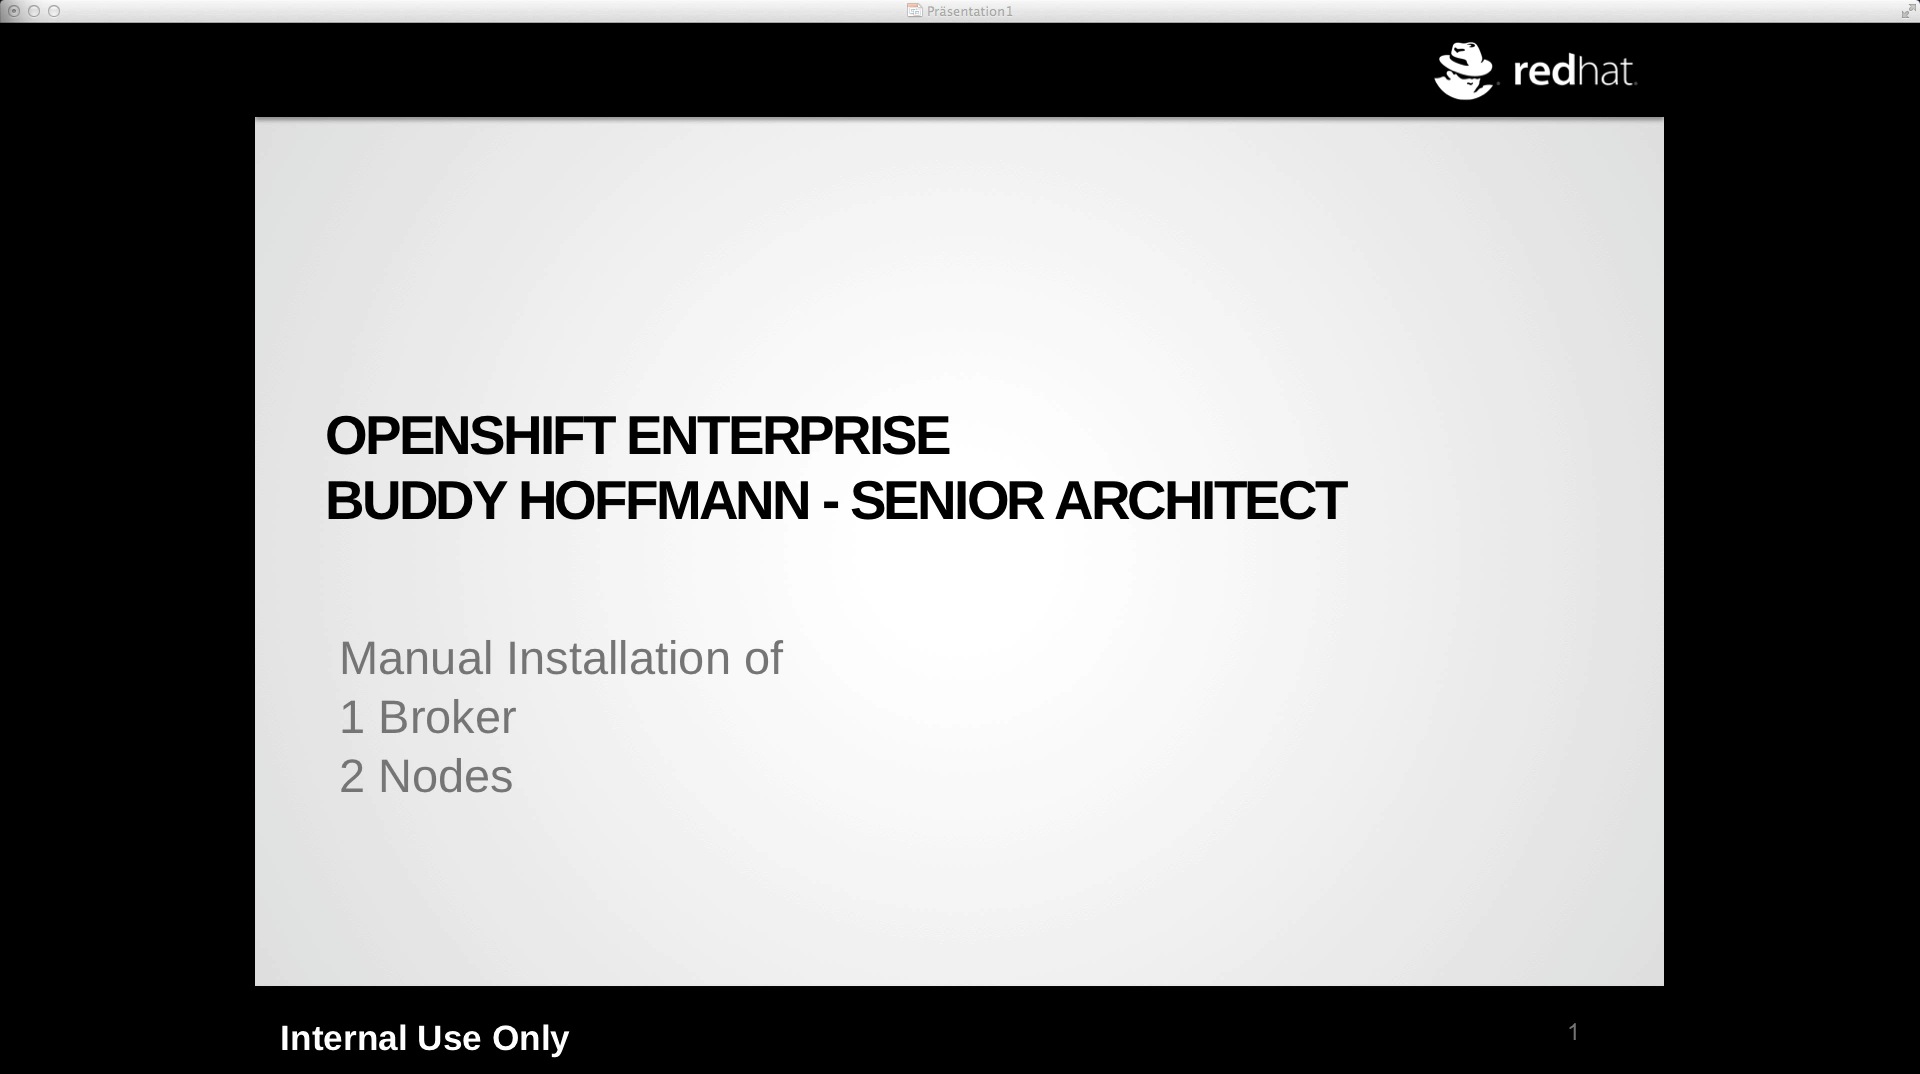 Präsentation1
redhat.
OPENSHIFT ENTERPRISE
BUDDY HOFFMANN - SENIOR ARCHITECT
Manual Installation of
1 Broker
2 Nodes
Internal Use Only
1